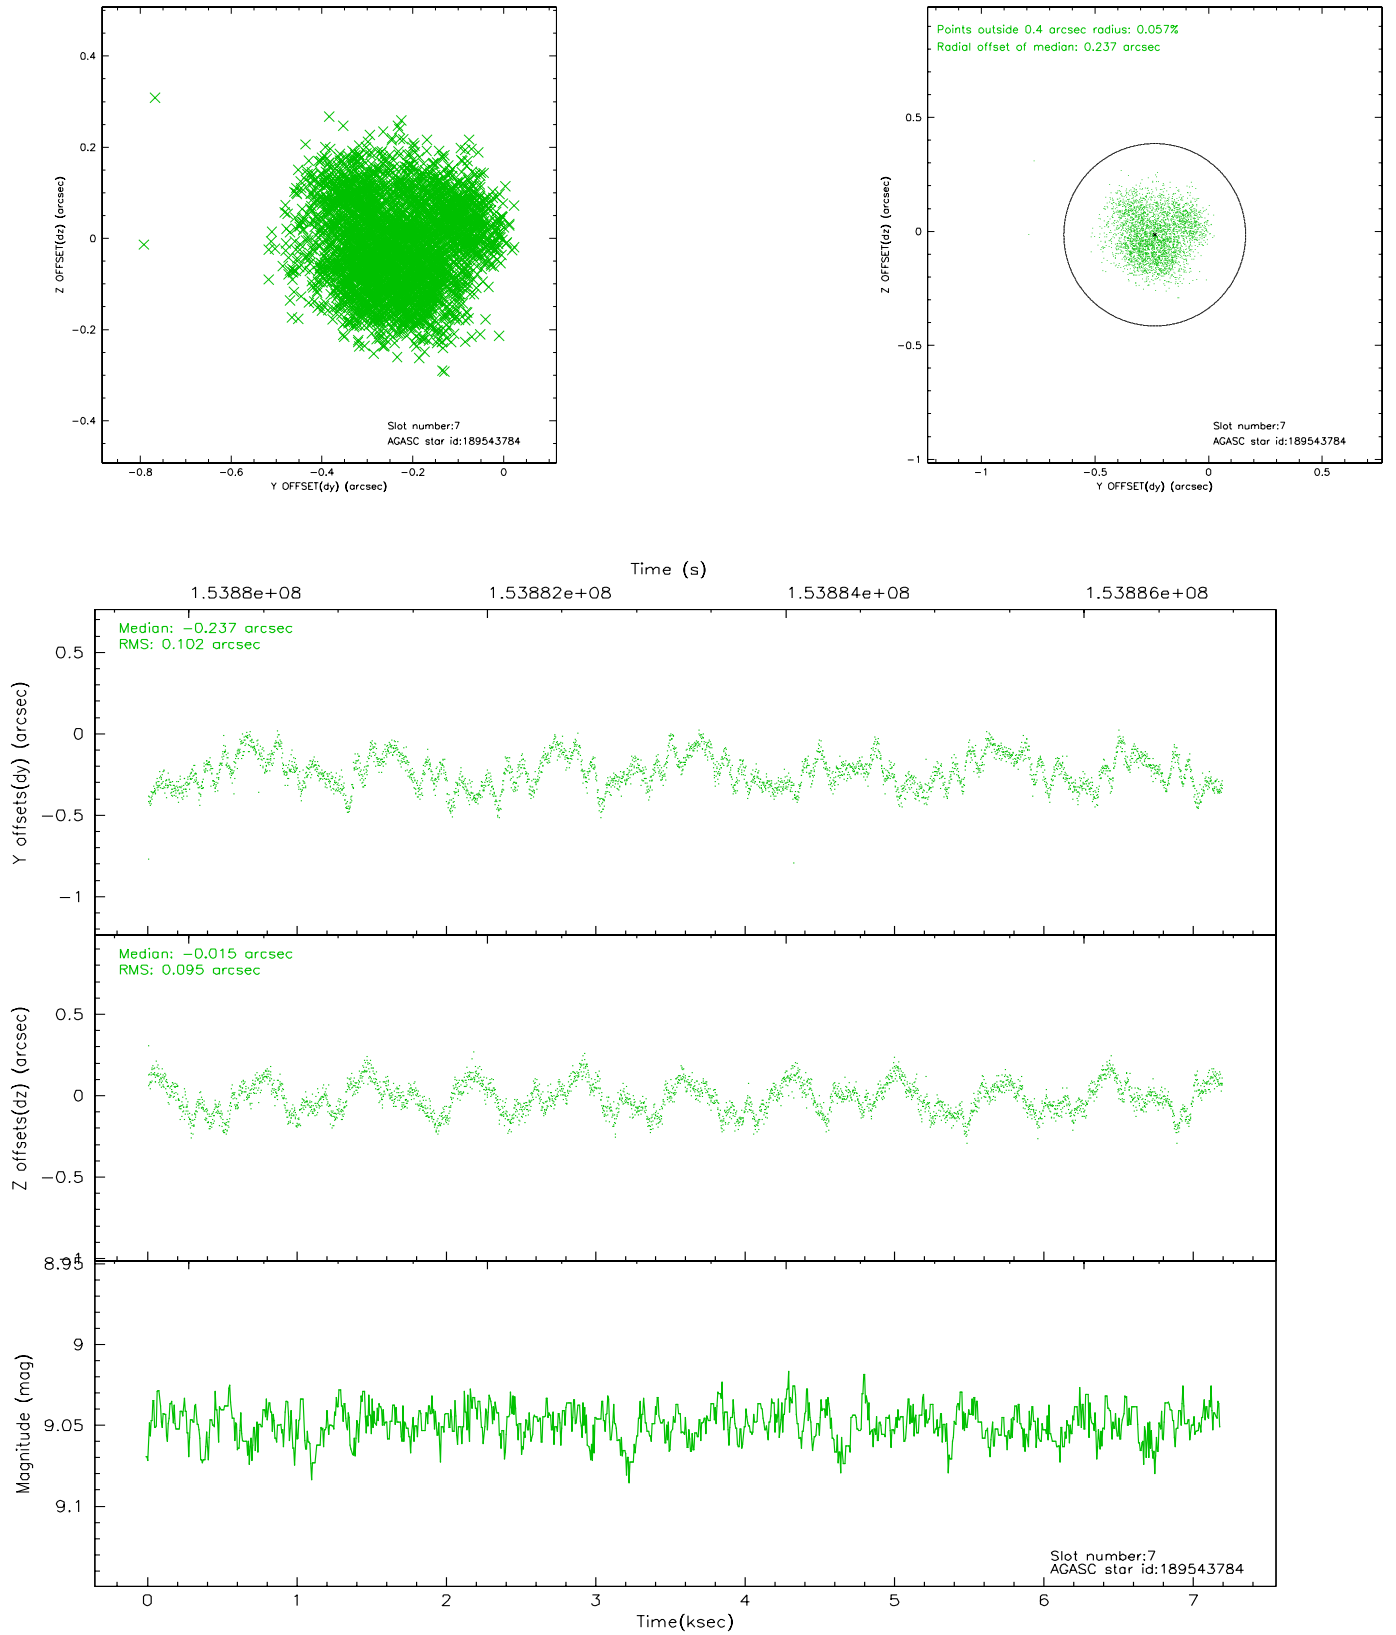 0.4
0.2
0
-0.2
-0.4
Z OFFSET(dz) (arcsec)
Slot number:7
AGASC star id:189543784
-0.8
-0.6
-0.4
-0.2
0
Y OFFSET(dy) (arcsec)
Points outside 0.4 arcsec radius: 0.057%
Radial offset of median: 0.237 arcsec
0.5
0
-0.5
-1
Z OFFSET(dz) (arcsec)
Slot number:7
AGASC star id:189543784
-1
-0.5
0
0.5
Y OFFSET(dy) (arcsec)
Time (s)
1.5388e+08
1.53882e+08
1.53884e+08
1.53886e+08
Median: -0.237 arcsec
RMS: 0.102 arcsec
0.5
0
-0.5
-1
Y offsets(dy) (arcsec)
Median: -0.015 arcsec
RMS: 0.095 arcsec
0.5
0
-0.5
-1
Z offsets(dz) (arcsec)
8.95
9
9.05
9.1
Magnitude (mag)
Slot number:7
AGASC star id:189543784
0
1
2
3
4
5
6
7
Time(ksec)